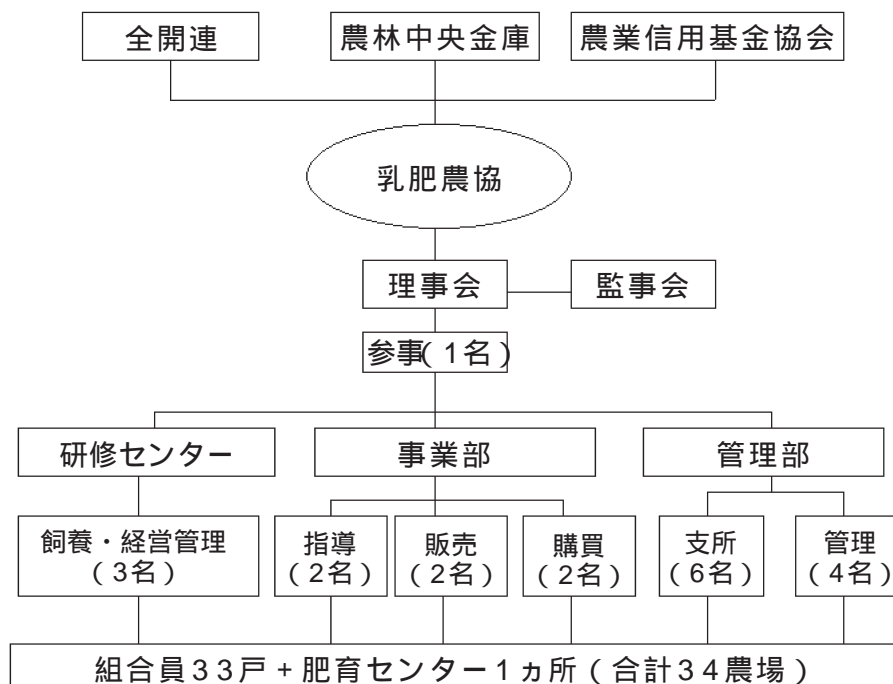 全開連
農林中央金庫
農業信用基金協会
乳肥農協
理事会
監事会
参事(1名)
研修センター
事業部
管理部
飼養・経営管理
(3名)
指導
(2名)
販売
(2名)
購買
(2名)
支所
(6名)
管理
(4名)
組合員33戸+肥育センター1ヵ所(合計34農場)